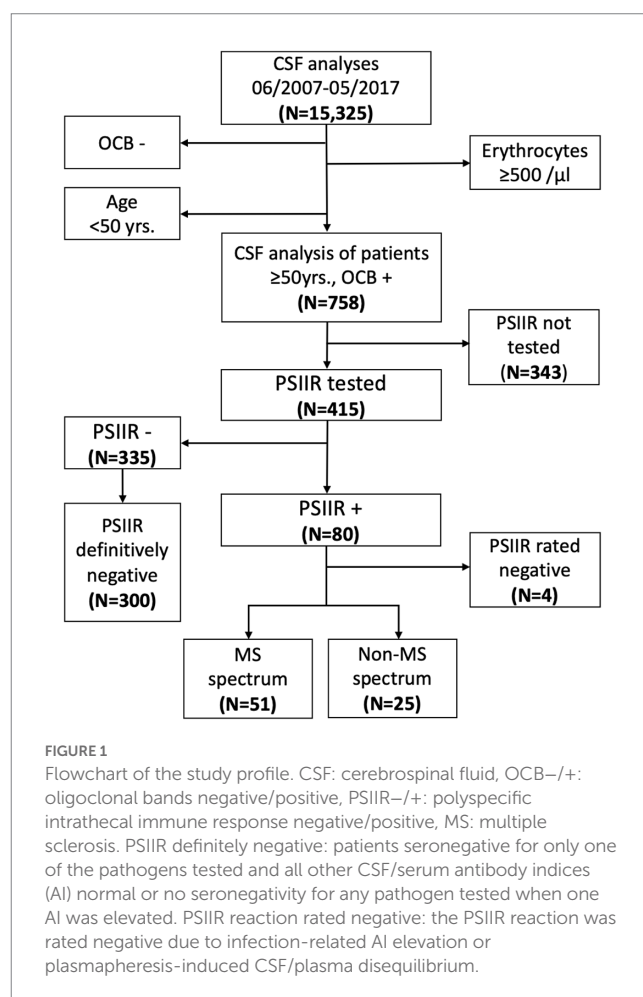 CSF analyses
06/2007-05/2017
(N=15,325)
OCB -
Erythrocytes
≥500 /µl
Age
<50 yrs.
CSF analysis of patients
≥50yrs., OCB +
(N=758)
PSIIR not
tested
(N=343)
PSIIR tested
(N=415)
PSIIR -
(N=335)
PSIIR
definitively
negative
(N=300)
PSIIR +
(N=80)
PSIIR rated
negative
(N=4)
MS
spectrum
(N=51)
Non-MS
spectrum
(N=25)
FIGURE 1
Flowchart of the study profile. CSF: cerebrospinal fluid, OCB−/+:
oligoclonal bands negative/positive, PSIIR−/+: polyspecific
intrathecal immune response negative/positive, MS: multiple
sclerosis. PSIIR definitely negative: patients seronegative for only one
of the pathogens tested and all other CSF/serum antibody indices
(AI) normal or no seronegativity for any pathogen tested when one
AI was elevated. PSIIR reaction rated negative: the PSIIR reaction was
rated negative due to infection-related AI elevation or
plasmapheresis-induced CSF/plasma disequilibrium.